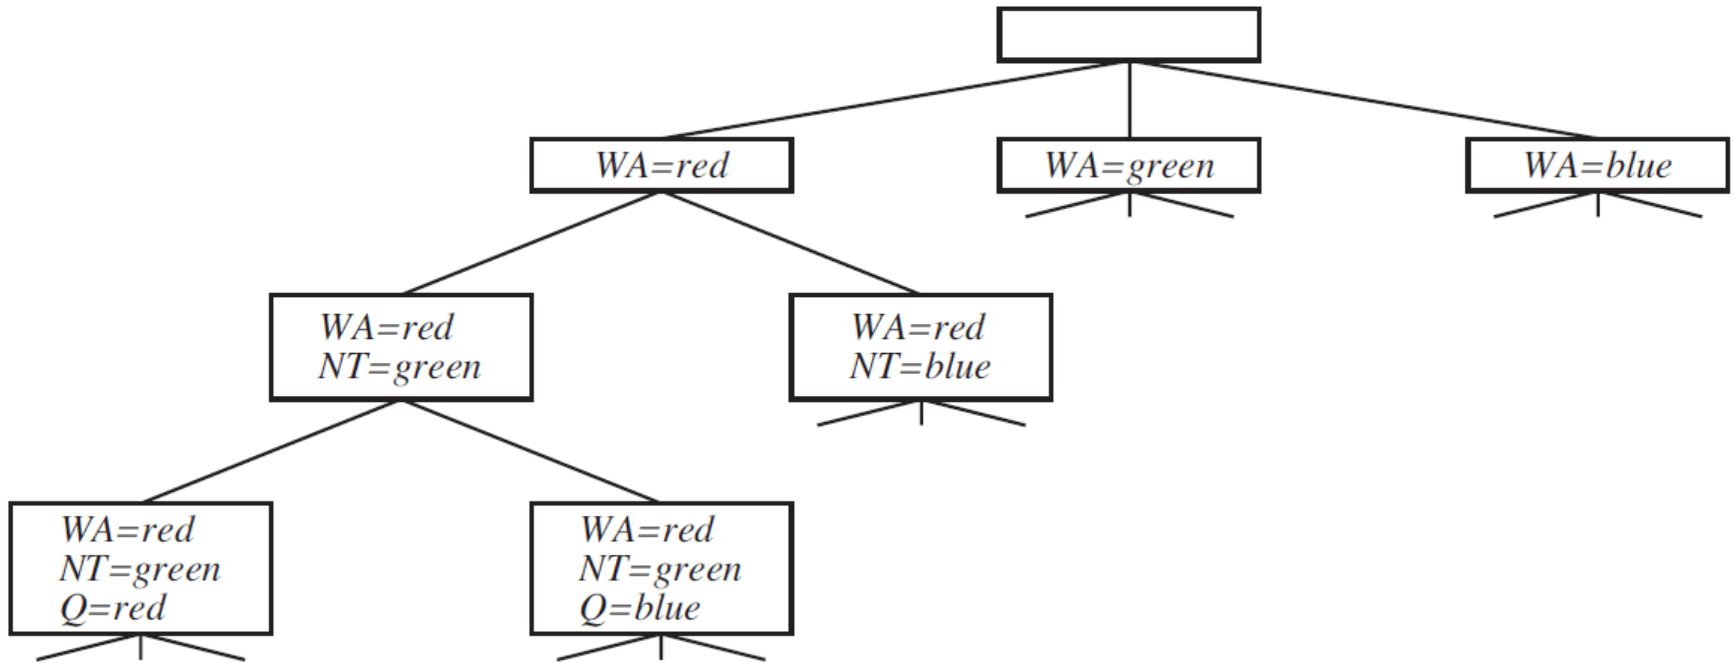 WA=red
WA=green
WA=blue
WA=red
NT=green
WA=red
NT=blue
WA=red
NT=green
Q=red
WA=red
NT=green
Q=blue